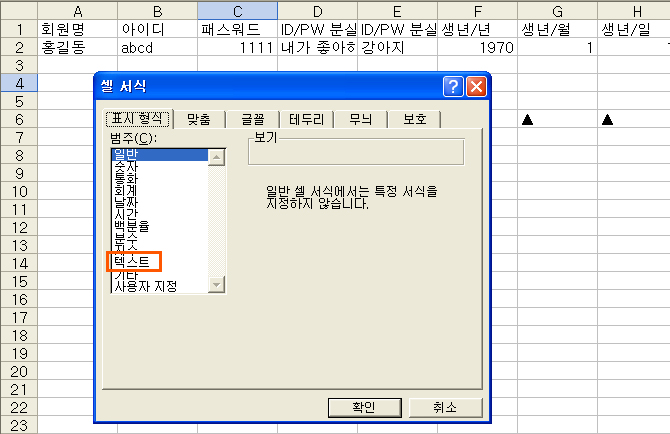 A B C D E F G H
1 회원명 아이디 패스워드 ID/PW 분실 ID/PW 분실 생년/년 생년/월 생년/일
2 홍길동 abcd 1111 내가 좋아하 강아지 1970 1
3
4
5
6 ▲ ▲
7
8
9
10
11
12
13
14
15
16
17
18
19
20
21
22
23
셀 서식
표시 형식 맞춤 글꼴 테두리 무늬 보호
범주(C):
일반
숫자
통화
회계
날짜
시간
백분율
분수
지수
텍스트
기타
사용자 지정
보기
일반 셀 서식에서는 특정 서식을
지정하지 않습니다.
확인 취소